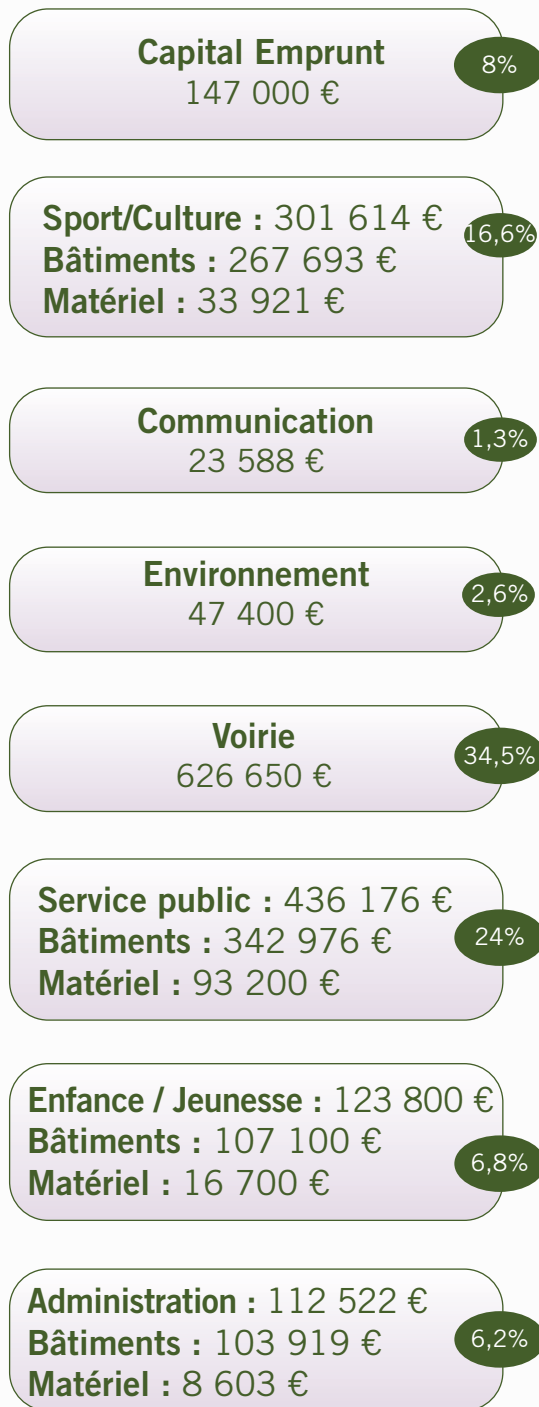 Capital Emprunt
147 000 €
8%
Sport/Culture : 301 614 €
16,6%
Bâtiments : 267 693 €
Matériel : 33 921 €
Communication
23 588 €
1,3%
Environnement
47 400 €
2,6%
Voirie
626 650 €
34,5%
Service public : 436 176 €
Bâtiments : 342 976 €
24%
Matériel : 93 200 €
Enfance / Jeunesse : 123 800 €
Bâtiments : 107 100 €
6,8%
Matériel : 16 700 €
Administration : 112 522 €
Bâtiments : 103 919 €
6,2%
Matériel : 8 603 €